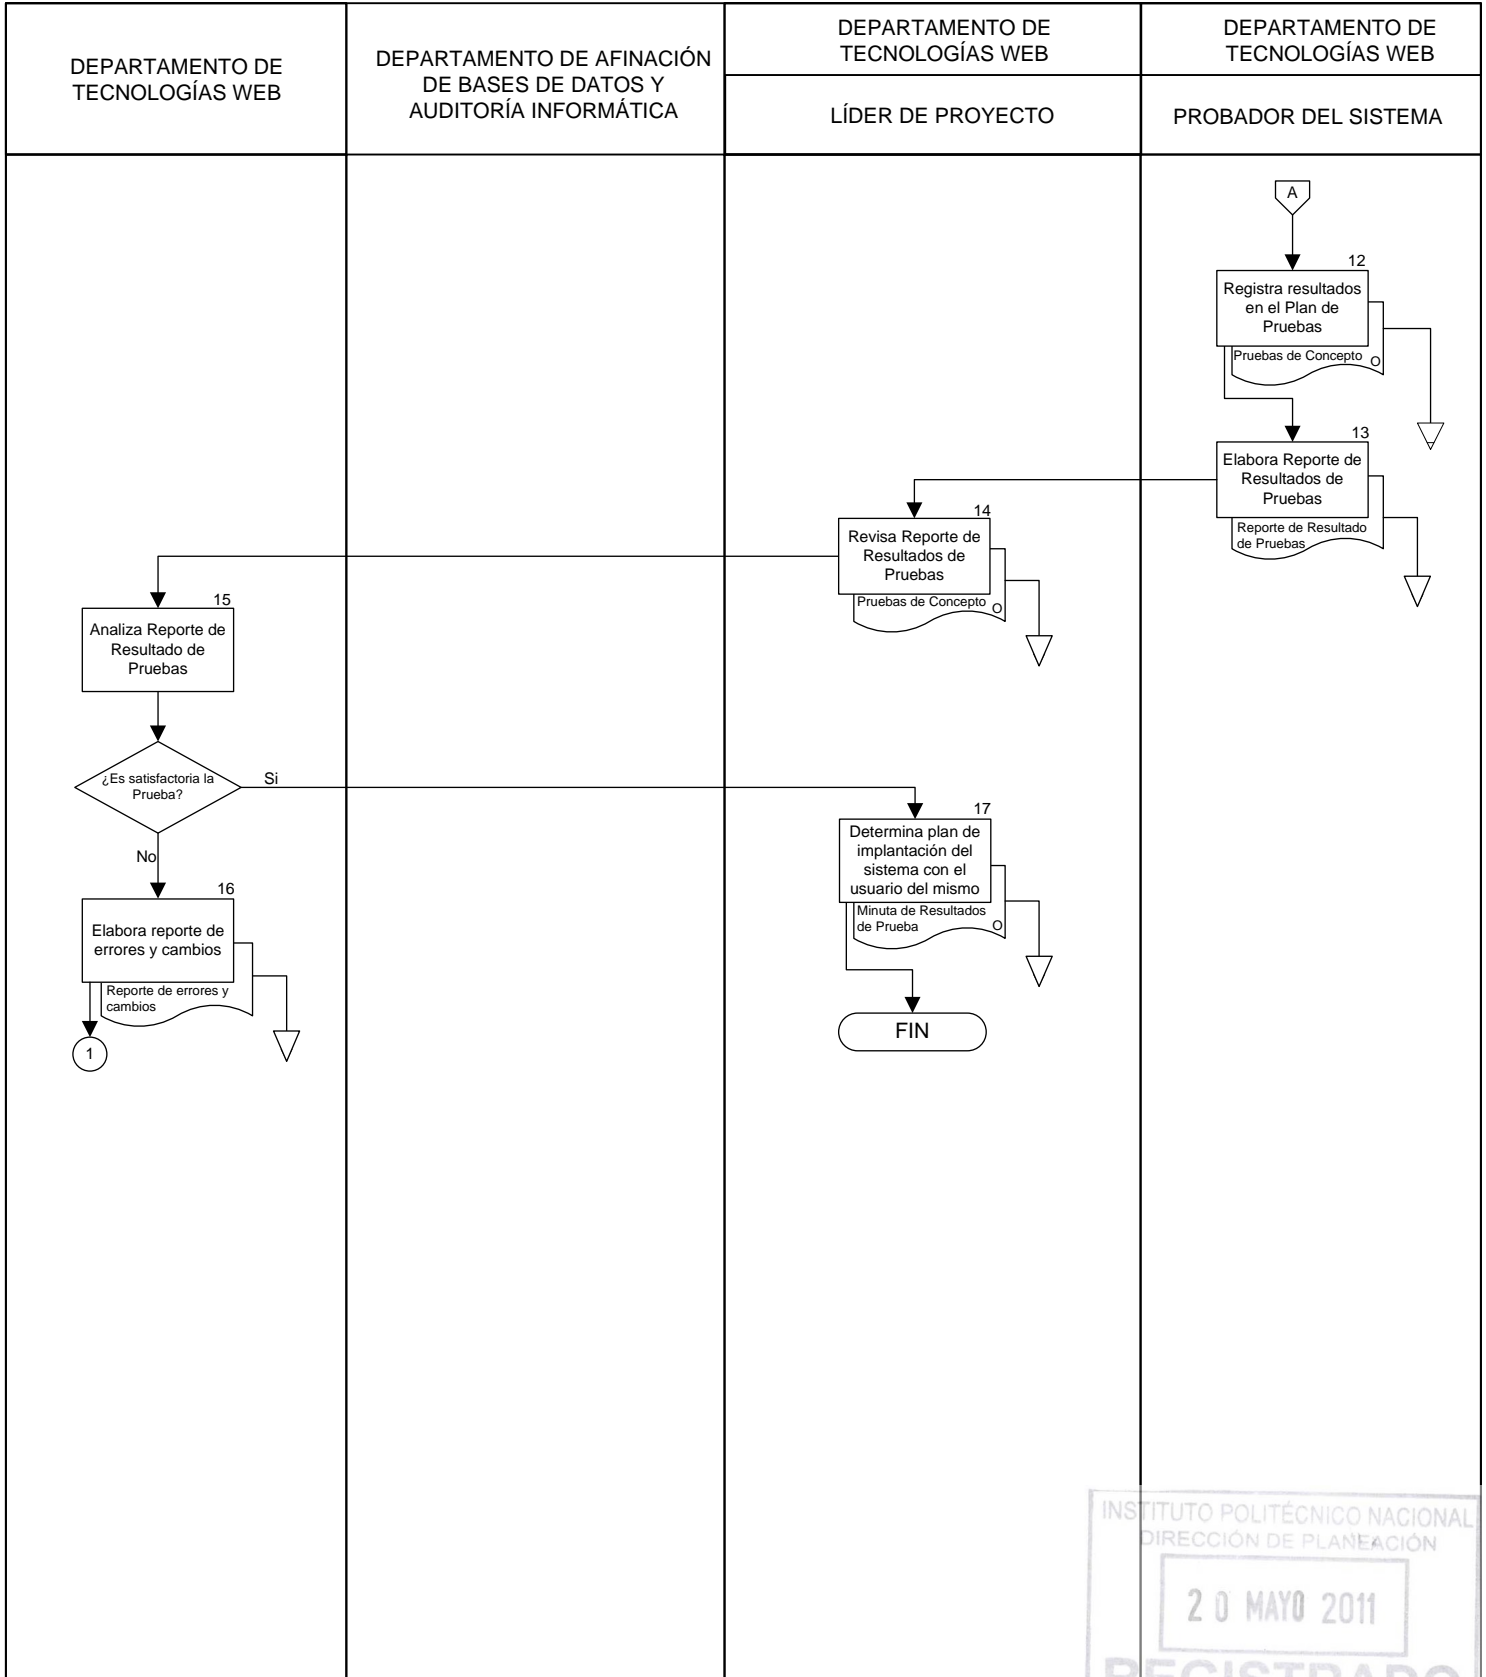 DEPARTAMENTO DE
TECNOLOGÍAS WEB
DEPARTAMENTO DE AFINACIÓN
DE BASES DE DATOS Y
AUDITORÍA INFORMÁTICA
DEPARTAMENTO DE
TECNOLOGÍAS WEB
LÍDER DE PROYECTO
DEPARTAMENTO DE
TECNOLOGÍAS WEB
PROBADOR DEL SISTEMA
A
12
Registra resultados
en el Plan de
Pruebas
Pruebas de Concepto
O
13
Elabora Reporte de
Resultados de
Pruebas
Reporte de Resultado
de Pruebas
14
Revisa Reporte de
Resultados de
Pruebas
Pruebas de Concepto
O
15
Analiza Reporte de
Resultado de
Pruebas
¿Es satisfactoria la
Prueba?
Si
No
17
Determina plan de
implantación del
sistema con el
usuario del mismo
Minuta de Resultados
de Prueba
O
16
Elabora reporte de
errores y cambios
Reporte de errores y
cambios
1
FIN
INSTITUTO POLITÉCNICO NACIONAL
DIRECCIÓN DE PLANEACIÓN
20 MAYO 2011
REGISTRADO